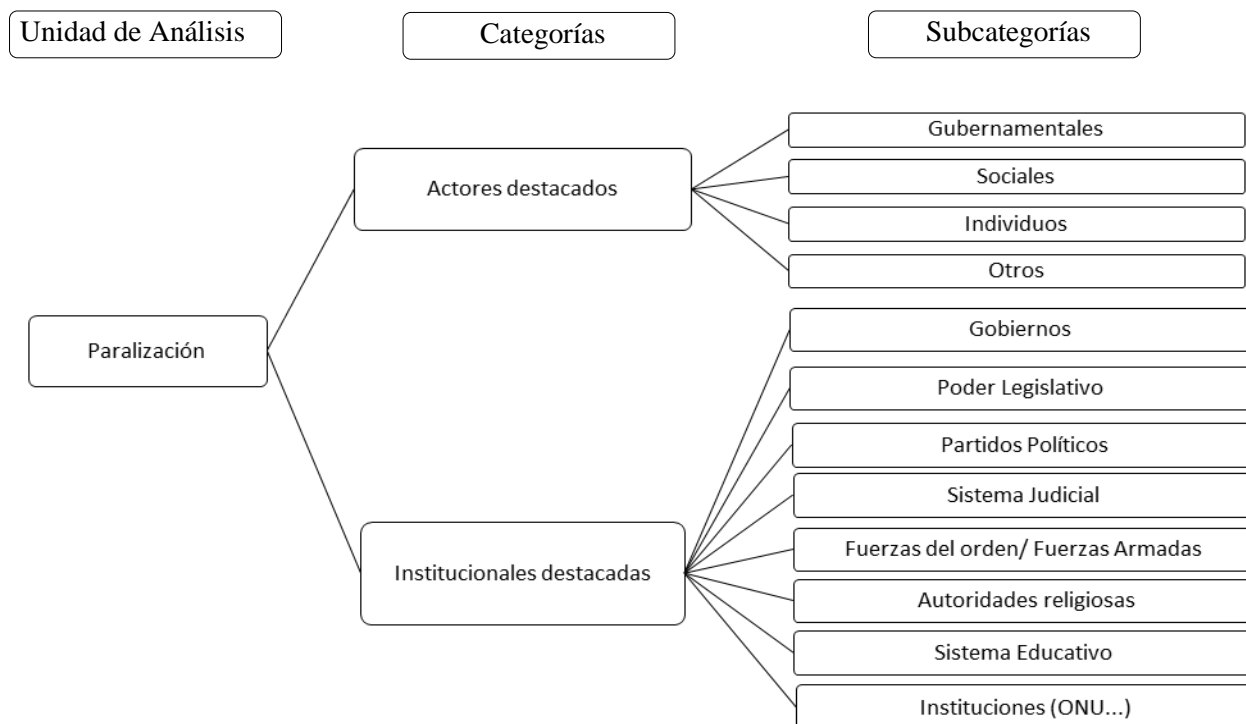 Unidad de Análisis
Categorías
Subcategorías
Paralización
Actores destacados
Gubernamentales
Sociales
Individuos
Otros
Institucionales destacadas
Gobiernos
Poder Legislativo
Partidos Políticos
Sistema Judicial
Fuerzas del orden/ Fuerzas Armadas
Autoridades religiosas
Sistema Educativo
Instituciones (ONU...)